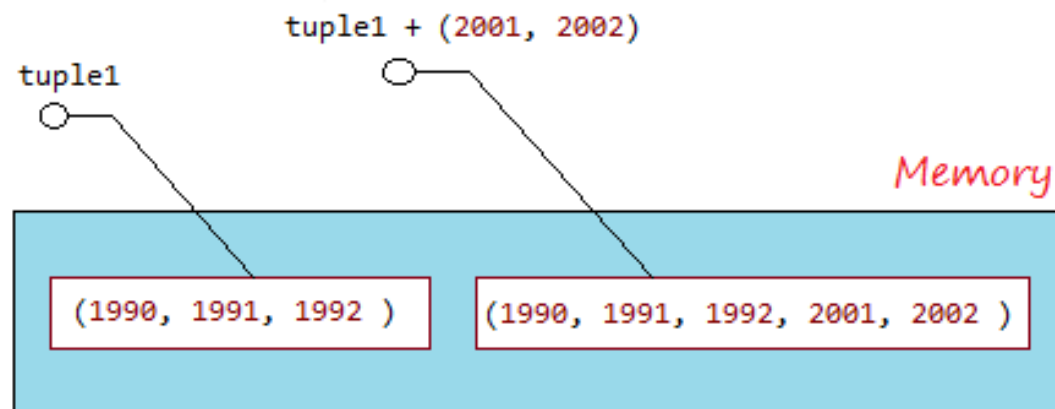 tuple1 + (2001, 2002)
tuple1
Memory
(1990, 1991, 1992 )
(1990, 1991, 1992, 2001, 2002 )